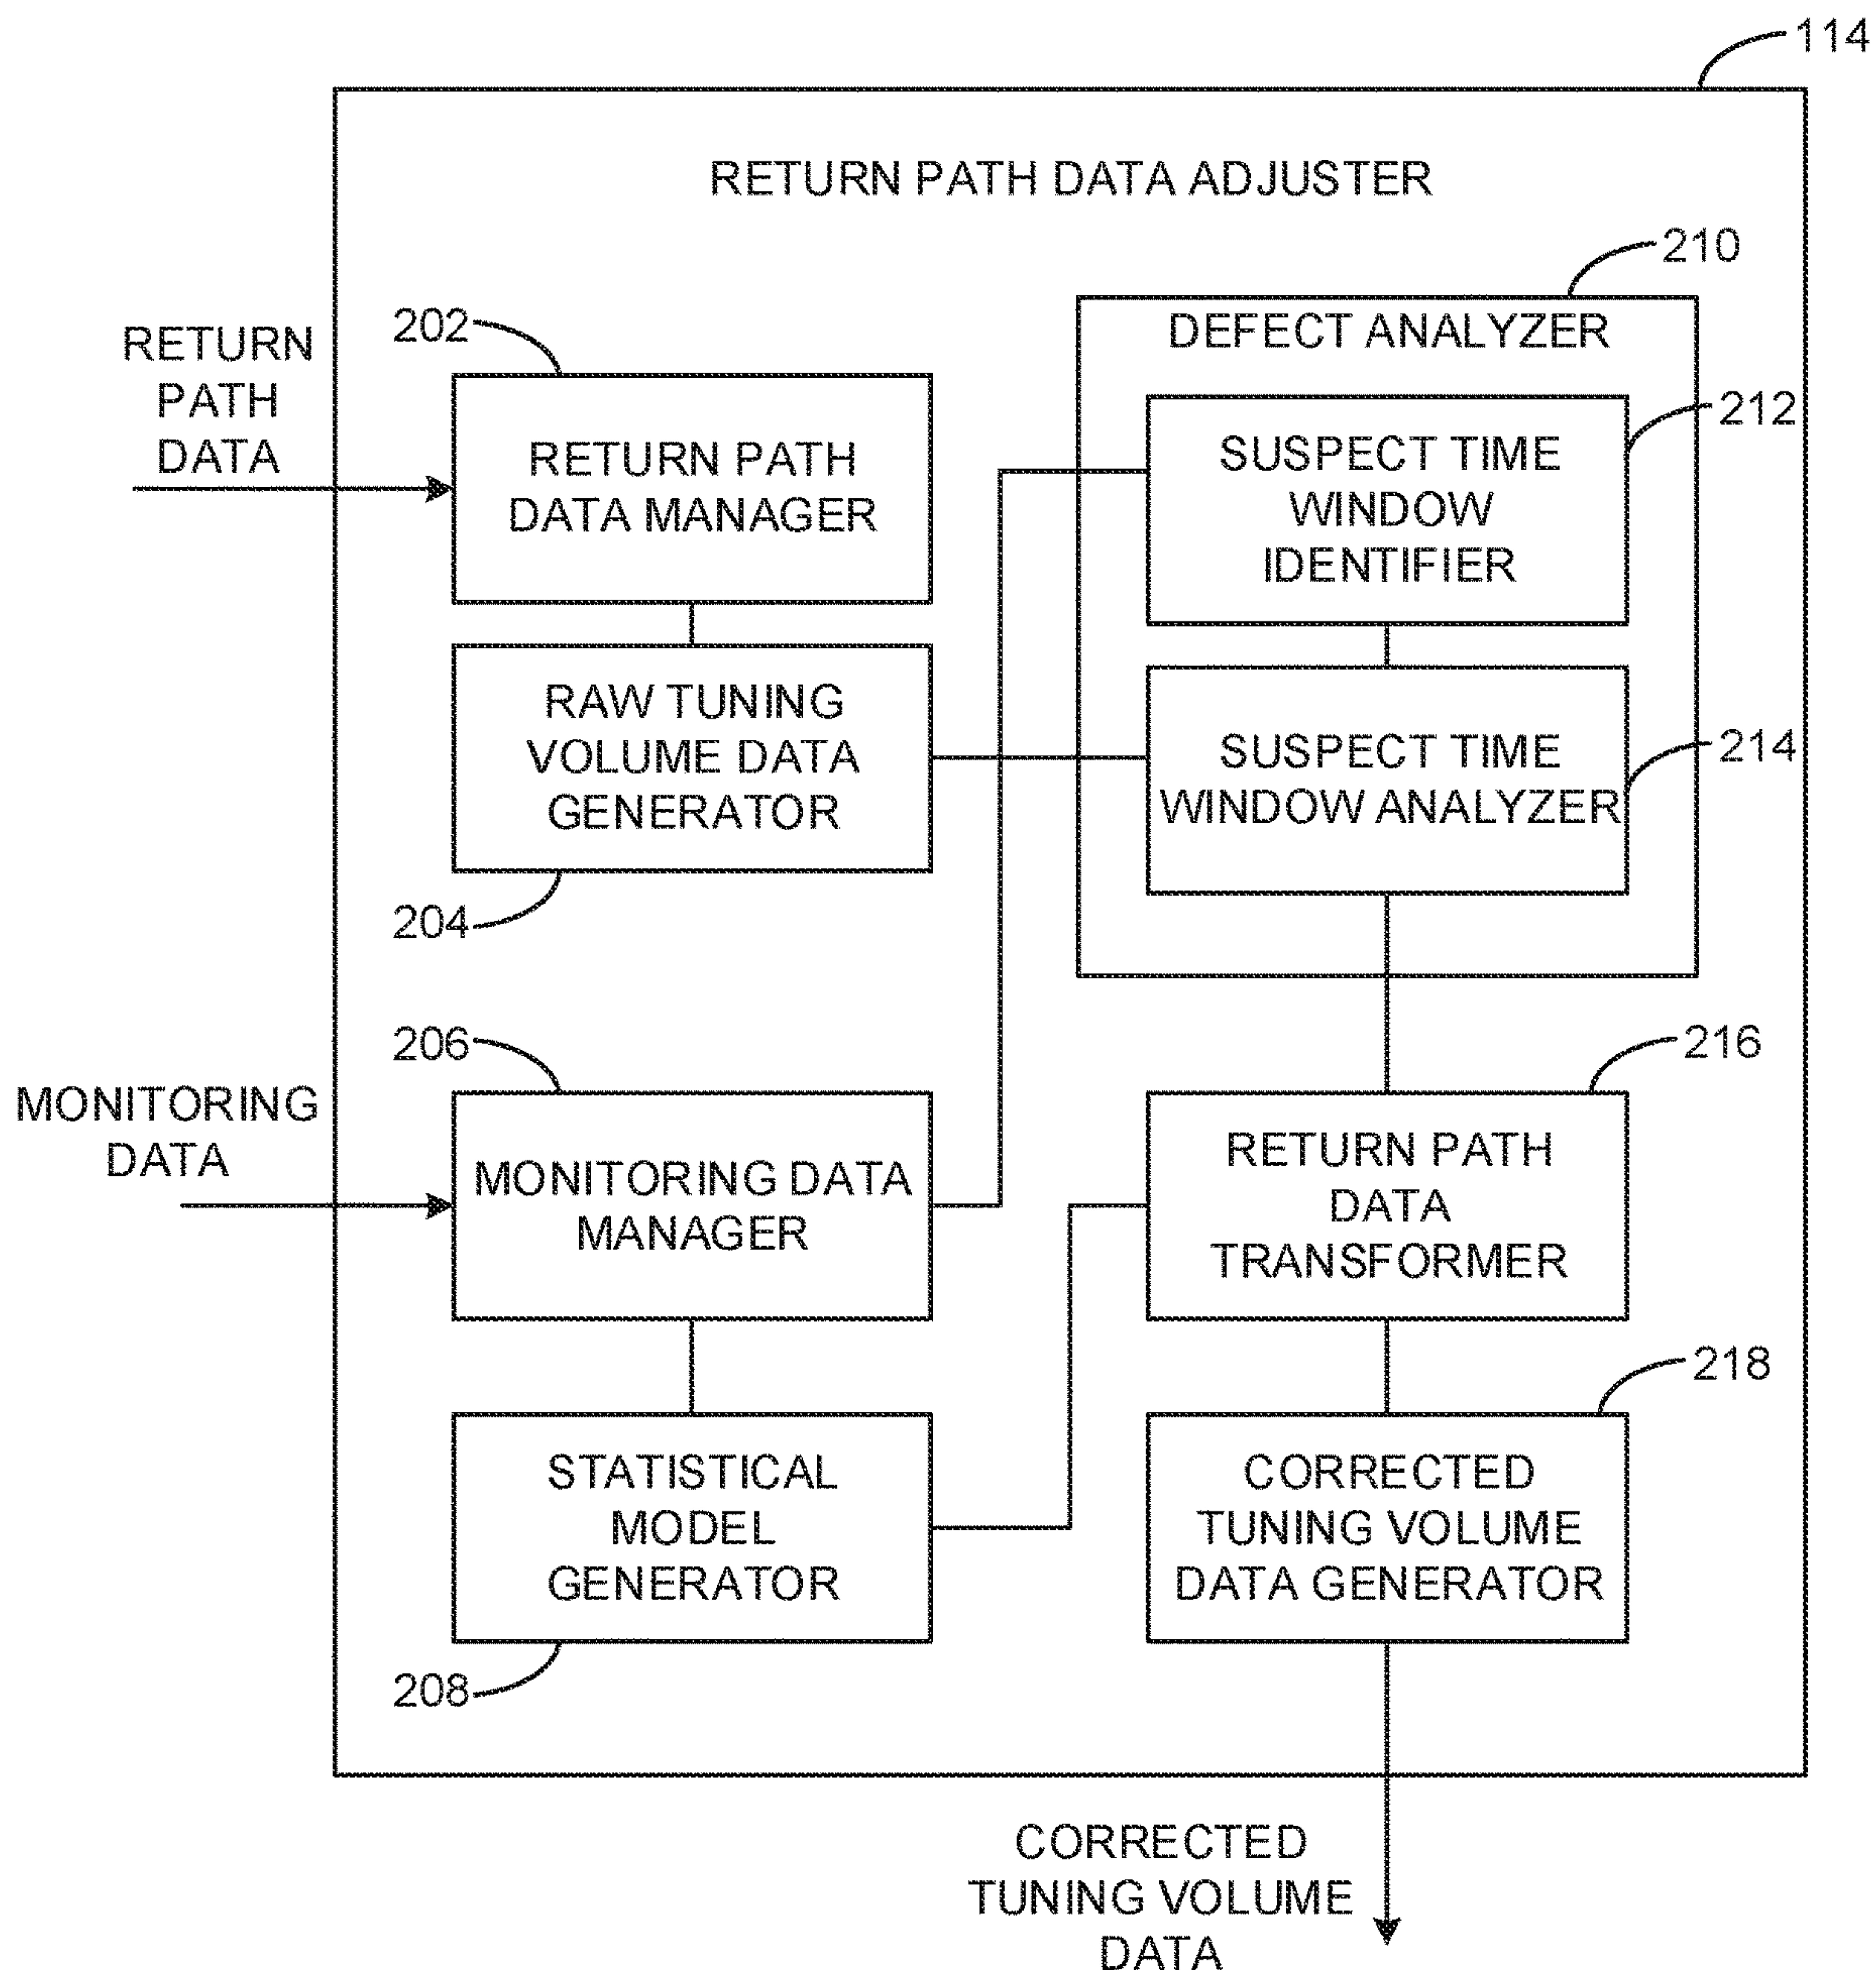 114
RETURN PATH DATA ADJUSTER
210
DEFECT ANALYZER
202
RETURN
PATH
DATA
RETURN PATH
DATA MANAGER
212
SUSPECT TIME
WINDOW
IDENTIFIER
RAW TUNING
VOLUME DATA
GENERATOR
204
214
SUSPECT TIME
WINDOW ANALYZER
206
MONITORING
DATA
MONITORING DATA
MANAGER
216
RETURN PATH
DATA
TRANSFORMER
STATISTICAL
MODEL
GENERATOR
208
218
CORRECTED
TUNING VOLUME
DATA GENERATOR
CORRECTED
TUNING VOLUME
DATA